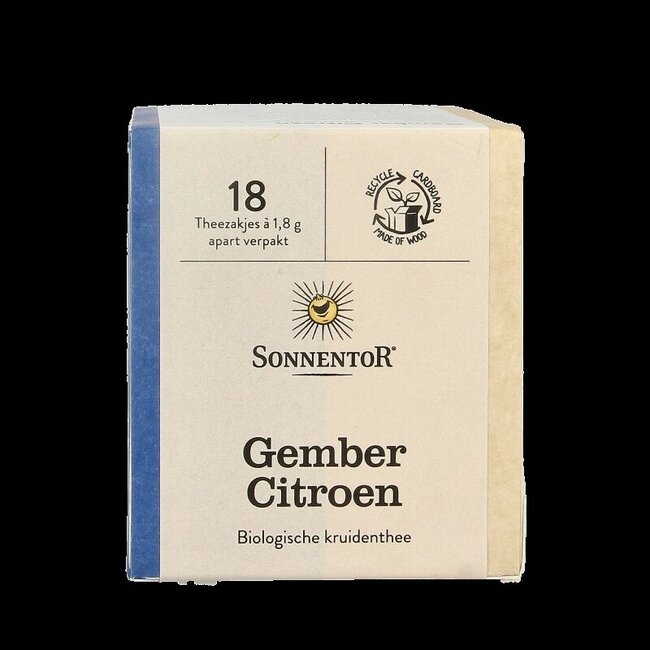 18
Theezakjes à 1,8 g
apart verpakt
RECYCLE CARDBOARD
MADE OF WOOD
SONNENTOR®
Gember
Citroen
Biologische kruidenthee